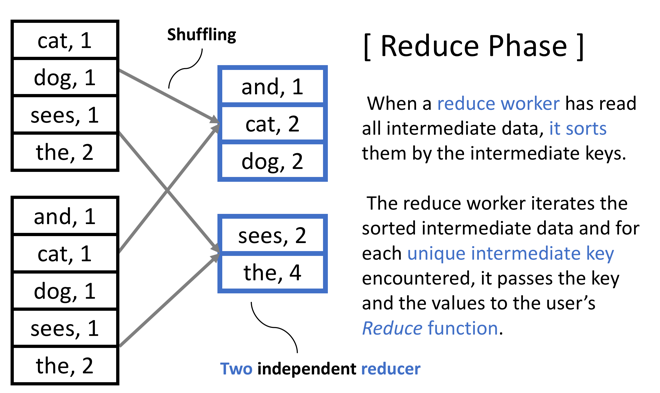 cat, 1
dog, 1
sees, 1
the, 2
and, 1
cat, 1
dog, 1
sees, 1
the, 2
Shuffling
and, 1
cat, 2
dog, 2
sees, 2
the, 4
Two independent reducer
[ Reduce Phase ]
When a reduce worker has read
all intermediate data, it sorts
them by the intermediate keys.
The reduce worker iterates the
sorted intermediate data and for
each unique intermediate key
encountered, it passes the key
and the values to the user's
Reduce function.